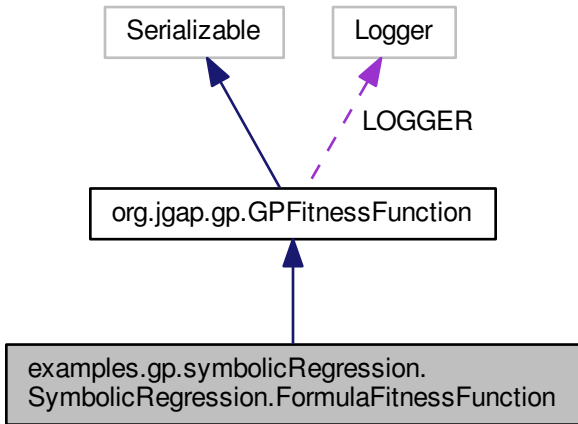 Serializable
Logger
LOGGER
org.jgap.gp.GPFitnessFunction
examples.gp.symbolicRegression.
SymbolicRegression.FormulaFitnessFunction